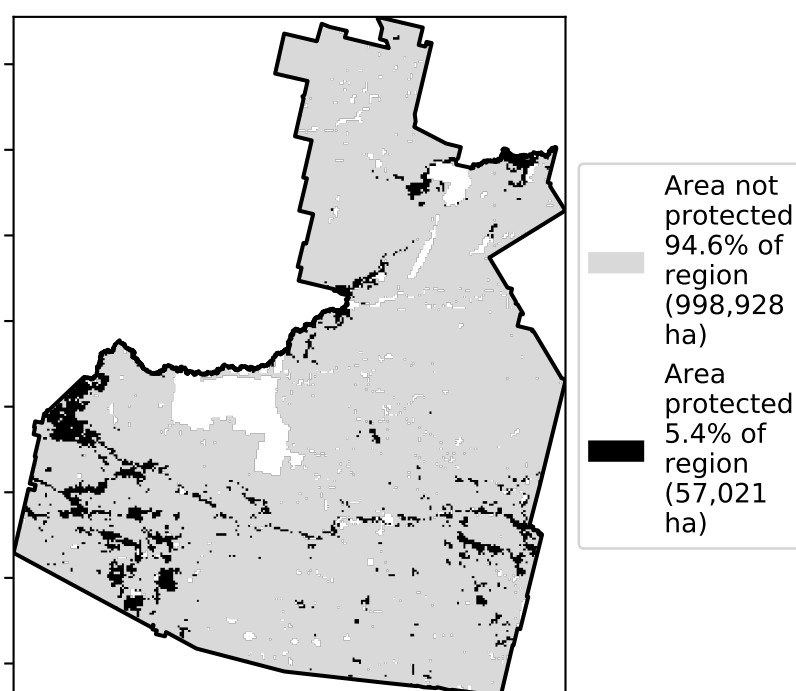 Area not
protected
94.6% of
region
(998,928
ha)
Area
protected
5.4% of
region
(57,021
ha)